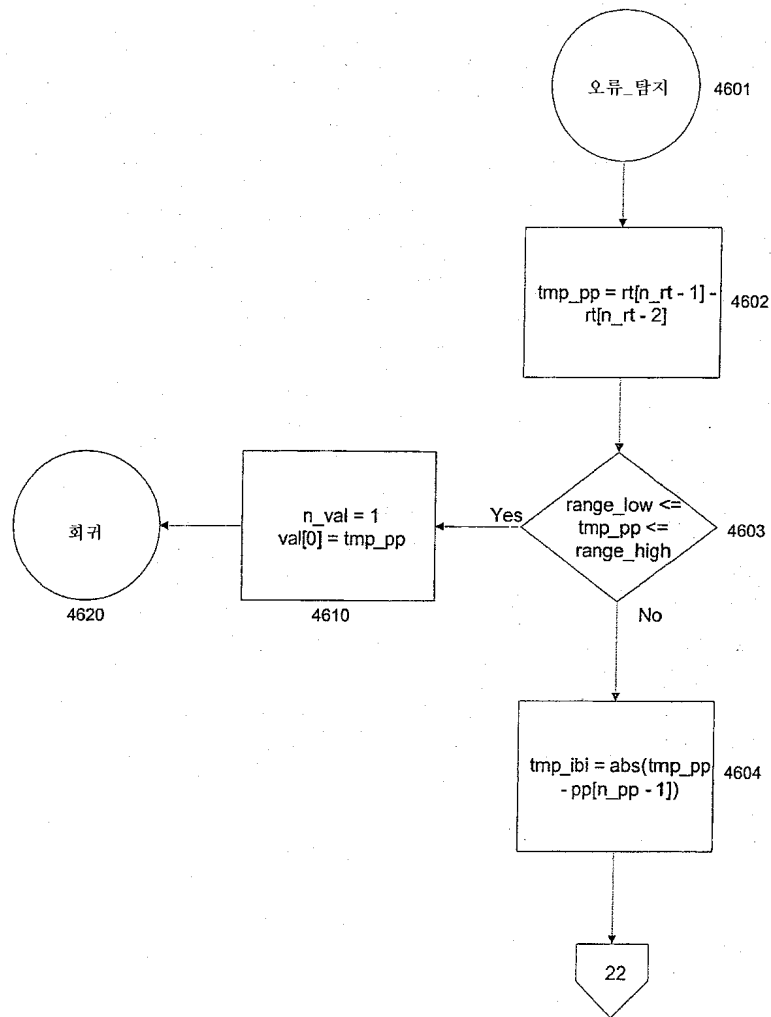 오류_탐지
4601
tmp_pp = rt[n_rt - 1] -
rt[n_rt - 2]
4602
range_low <=
tmp_pp <=
range_high
4603
Yes
n_val = 1
val[0] = tmp_pp
4610
회귀
4620
No
tmp_ibi = abs(tmp_pp
- pp[n_pp - 1])
4604
22